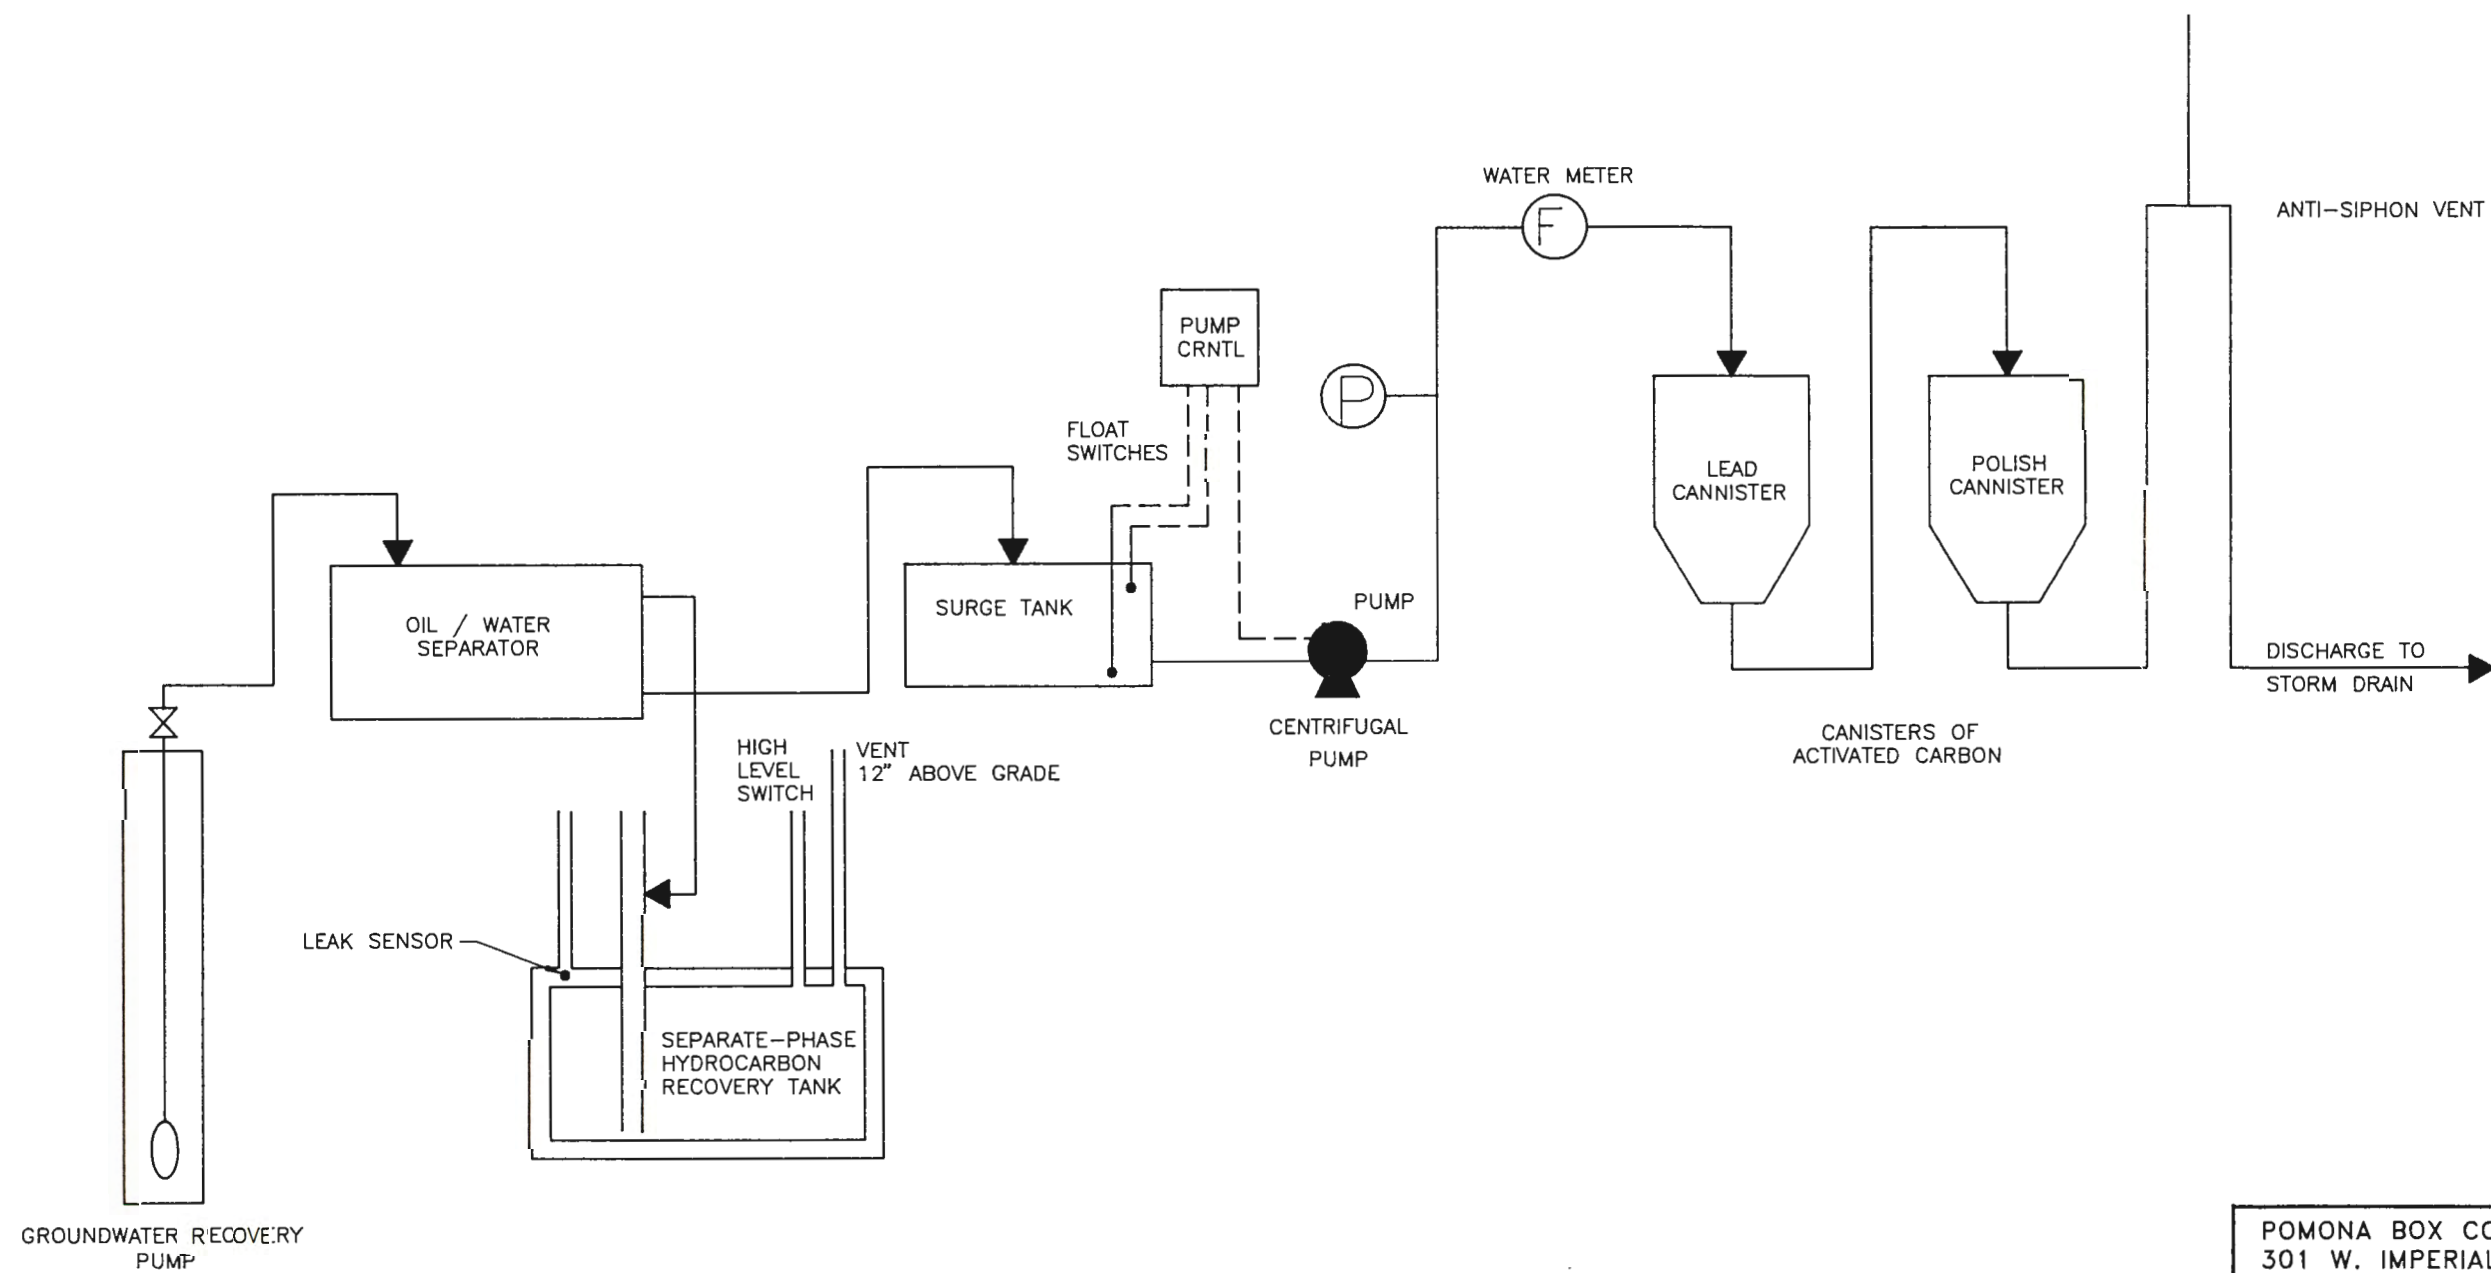 WATER METER
F
ANTI-SIPHON VENT
PUMP
CRNTL
P
FLOAT
SWITCHES
LEAD
CANNISTER
POLISH
CANNISTER
OIL / WATER
SEPARATOR
SURGE TANK
PUMP
CENTRIFUGAL
PUMP
DISCHARGE TO
STORM DRAIN
CANISTERS OF
ACTIVATED CARBON
HIGH
LEVEL
SWITCH
VENT
12" ABOVE GRADE
LEAK SENSOR
SEPARATE-PHASE
HYDROCARBON
RECOVERY TANK
GROUNDWATER RECOVERY
PUMP
POMONA BOX CO
301 W. IMPERIAL